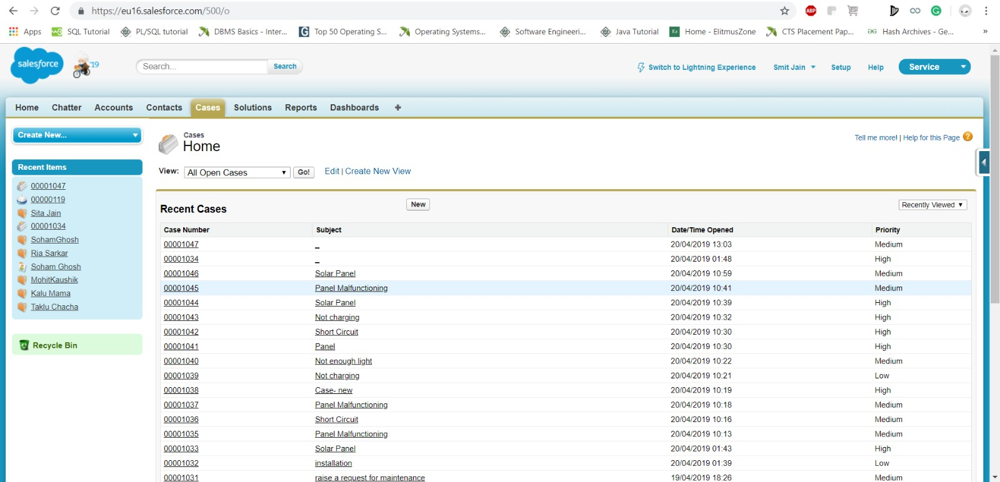 https://eu16.salesforce.com/500/o
ABP
Apps SQL Tutorial PL/SQL tutorial DBMS Basics - Inter... Top 50 Operating S... Operating Systems... Software Engineeri... Java Tutorial Home - ElitmusZone CTS Placement Pap... Hash Archives - Ge... »
salesforce '19 Search... Search Switch to Lightning Experience Smit Jain Setup Help Service
Home Chatter Accounts Contacts Cases Solutions Reports Dashboards +
Create New...
Recent Items
00001047
00000119
Sita Jain
00001034
SohamGhosh
Ria Sarkar
Soham Ghosh
MohitKaushik
Kalu Mama
Taklu Chacha
Recycle Bin
Cases
Home
Tell me more! | Help for this Page ?
View: All Open Cases Go! Edit | Create New View
Recent Cases New Recently Viewed
Case Number Subject Date/Time Opened Priority
00001047 _ 20/04/2019 13:03 Medium
00001034 _ 20/04/2019 01:48 High
00001046 Solar Panel 20/04/2019 10:59 Medium
00001045 Panel Malfunctioning 20/04/2019 10:41 Medium
00001044 Solar Panel 20/04/2019 10:39 High
00001043 Not charging 20/04/2019 10:32 High
00001042 Short Circuit 20/04/2019 10:30 High
00001041 Panel 20/04/2019 10:30 High
00001040 Not enough light 20/04/2019 10:22 Medium
00001039 Not charging 20/04/2019 10:21 Low
00001038 Case- new 20/04/2019 10:19 High
00001037 Panel Malfunctioning 20/04/2019 10:18 Medium
00001036 Short Circuit 20/04/2019 10:16 Medium
00001035 Panel Malfunctioning 20/04/2019 10:13 Medium
00001033 Solar Panel 20/04/2019 01:43 High
00001032 installation 20/04/2019 01:39 Low
00001031 raise a request for maintenance 19/04/2019 18:26 Medium